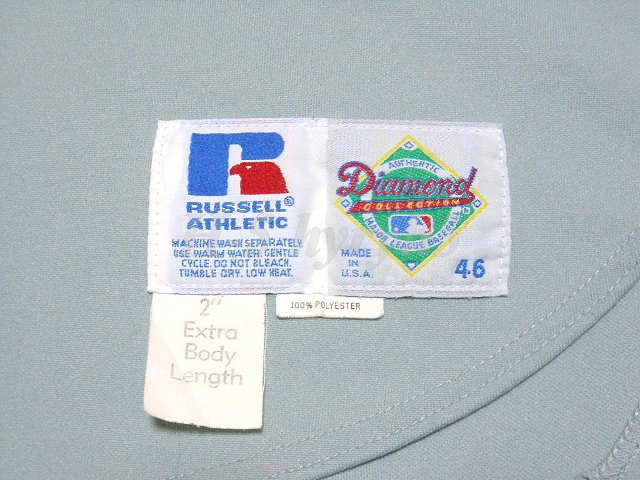 RUSSELL®
ATHLETIC
MACHINE WASH SEPARATELY.
USE WARM WATER. GENTLE
CYCLE. DO NOT BLEACH.
TUMBLE DRY. LOW HEAT.
AUTHENTIC
Diamond
COLLECTION
MAJOR LEAGUE BASEBALL
MADE
IN
U.S.A.
46
100% POLYESTER
2"
Extra
Body
Length